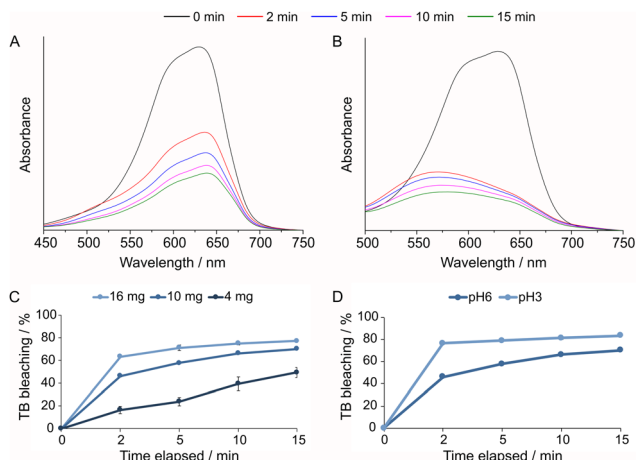 0 min 2 min 5 min 10 min 15 min
A
Absorbance
450 500 550 600 650 700 750
Wavelength / nm
B
Absorbance
500 550 600 650 700 750
Wavelength / nm
C
16 mg 10 mg 4 mg
TB bleaching / %
100
80
60
40
20
0
0 2 5 10 15
Time elapsed / min
D
pH6 pH3
TB bleaching / %
100
80
60
40
20
0
0 2 5 10 15
Time elapsed / min